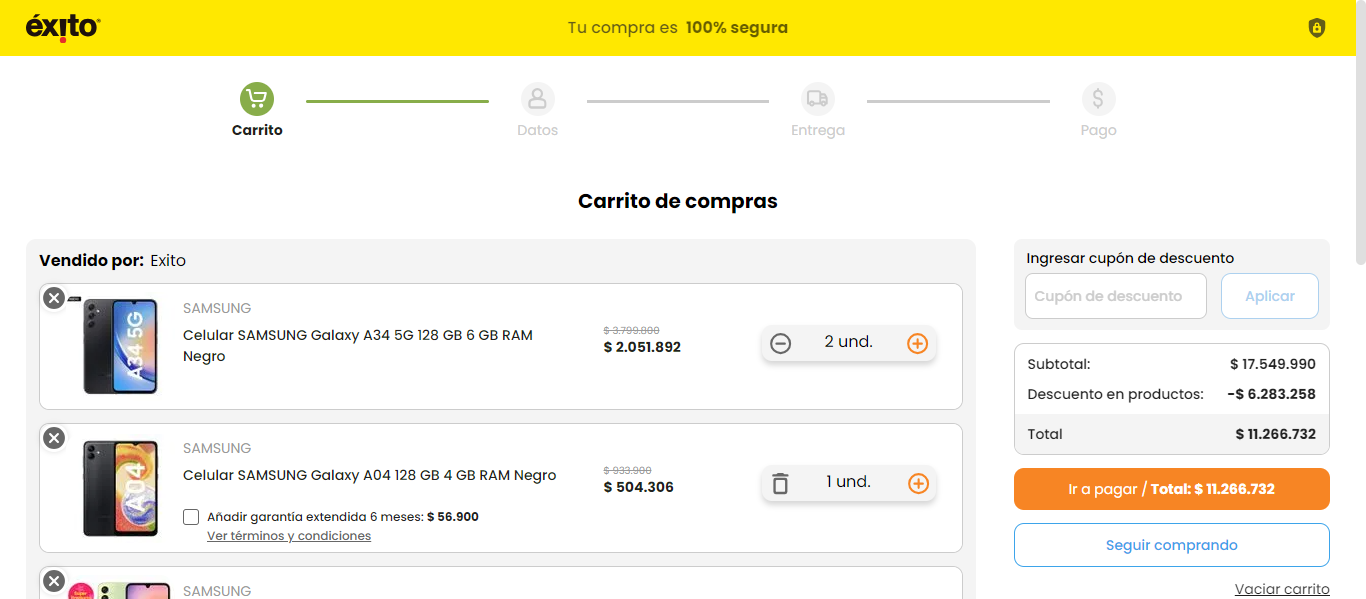 éxito
Tu compra es 100% segura
Carrito
Datos
Entrega
Pago
Carrito de compras
Vendido por: Exito
SAMSUNG
Celular SAMSUNG Galaxy A34 5G 128 GB 6 GB RAM
Negro
$ 3.799.800
$ 2.051.892
2 und.
A34 5G
SAMSUNG
Celular SAMSUNG Galaxy A04 128 GB 4 GB RAM Negro
$ 933.900
$ 504.306
1 und.
A04
Añadir garantía extendida 6 meses: $ 56.900
Ver términos y condiciones
SAMSUNG
Ingresar cupón de descuento
Cupón de descuento
Aplicar
Subtotal: $ 17.549.990
Descuento en productos: -$ 6.283.258
Total $ 11.266.732
Ir a pagar / Total: $ 11.266.732
Seguir comprando
Vaciar carrito